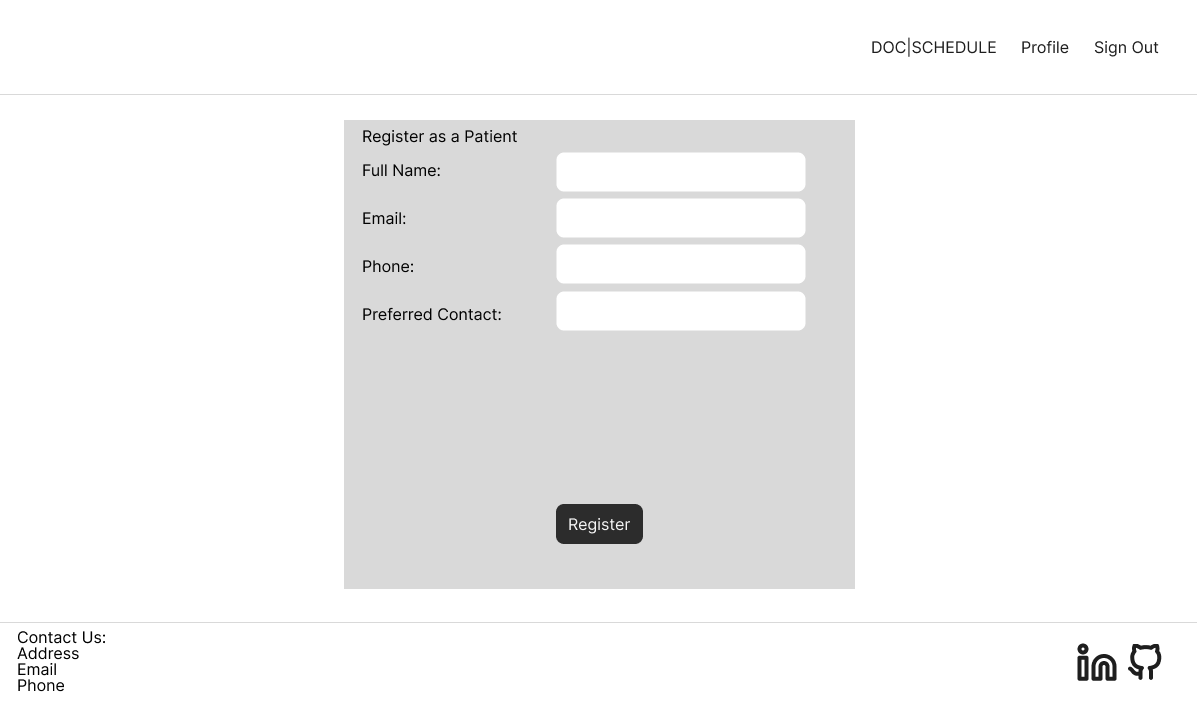 DOC|SCHEDULE Profile Sign Out
Register as a Patient
Full Name:
Email:
Phone:
Preferred Contact:
Register
Contact Us:
Address
Email
Phone